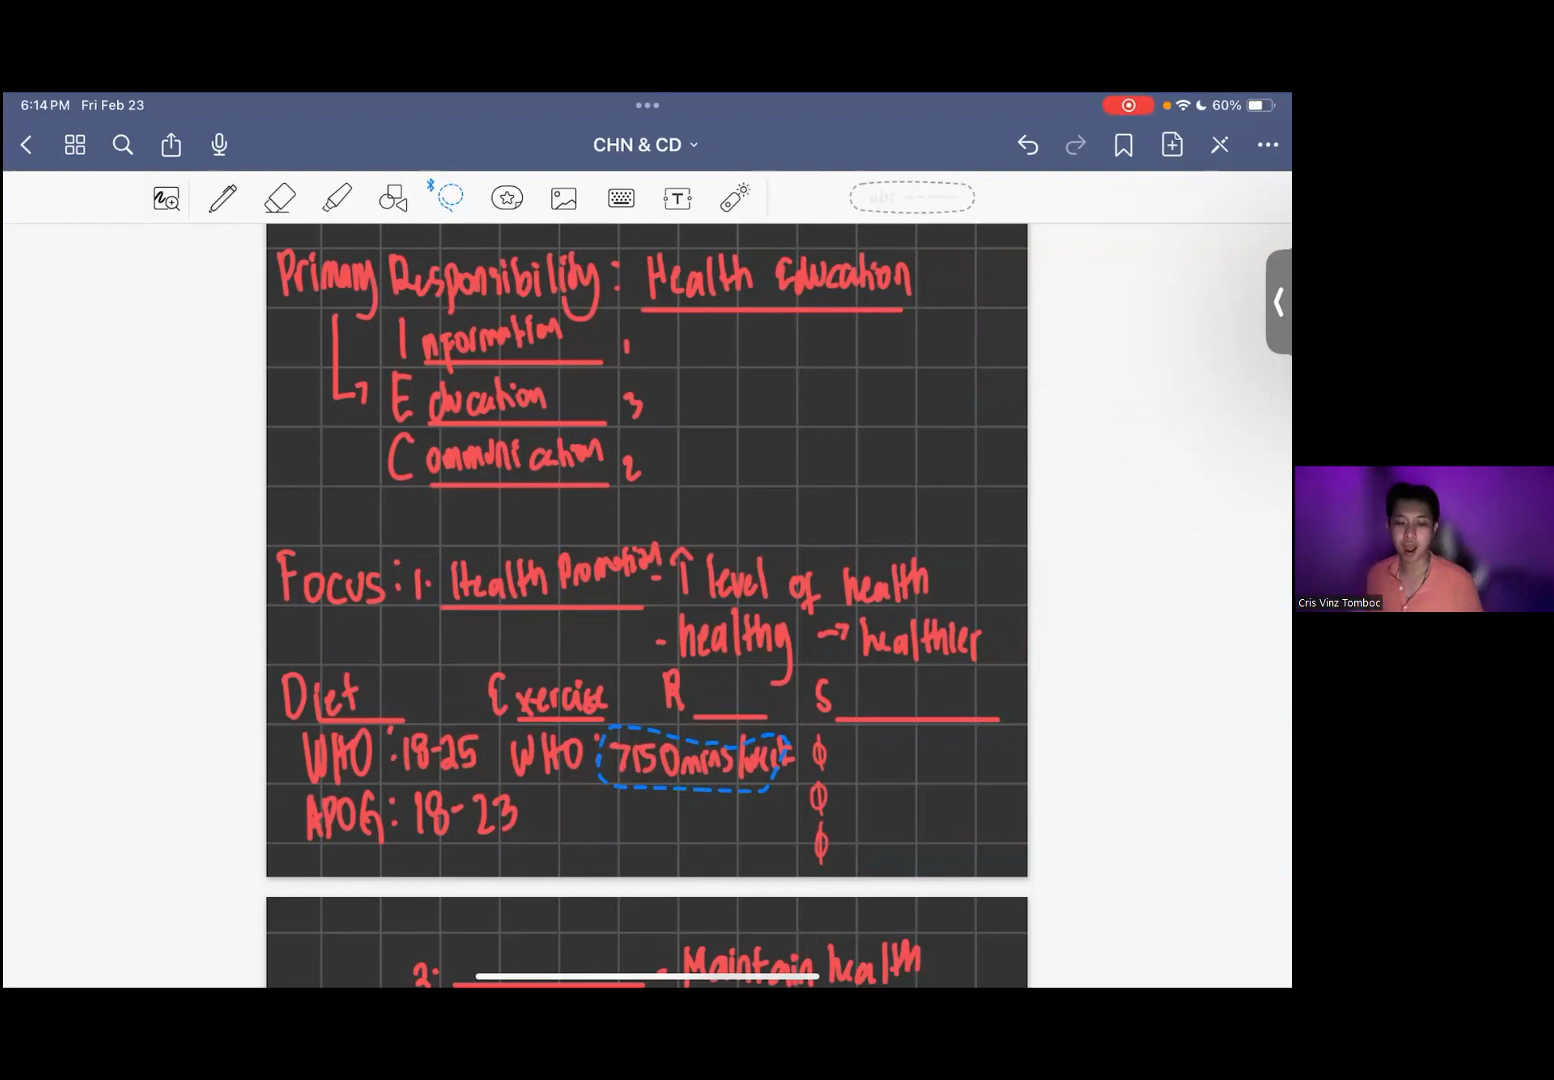 6:14 PM Fri Feb 23
60%
CHN & CD
T
abc
Primary Responsibility: Health Education
Information 1
Education 3
Communication 2
Focus: 1. Health Promotion - ↑ level of health
- healthy → healthier
Diet Exercise R S
WHO: 18-25 WHO: 7150mins/week
APOG: 18-23
2. - Maintain health
Cris Vinz Tomboc